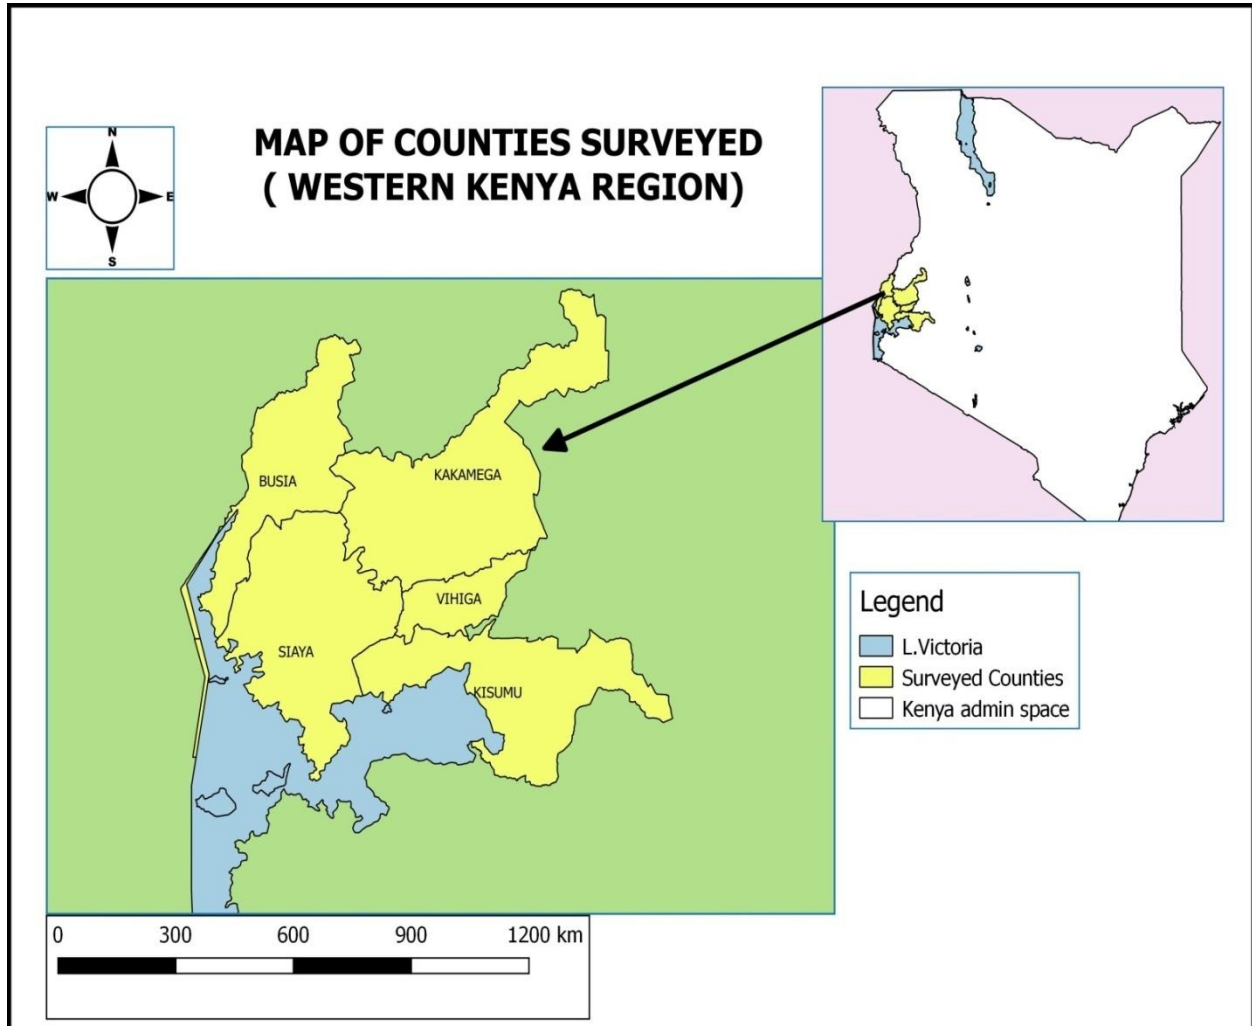 MAP OF COUNTIES SURVEYED
( WESTERN KENYA REGION)
N
W
E
S
BUSIA
KAKAMEGA
VIHIGA
SIAYA
KISUMU
Legend
L.Victoria
Surveyed Counties
Kenya admin space
0 300 600 900 1200 km